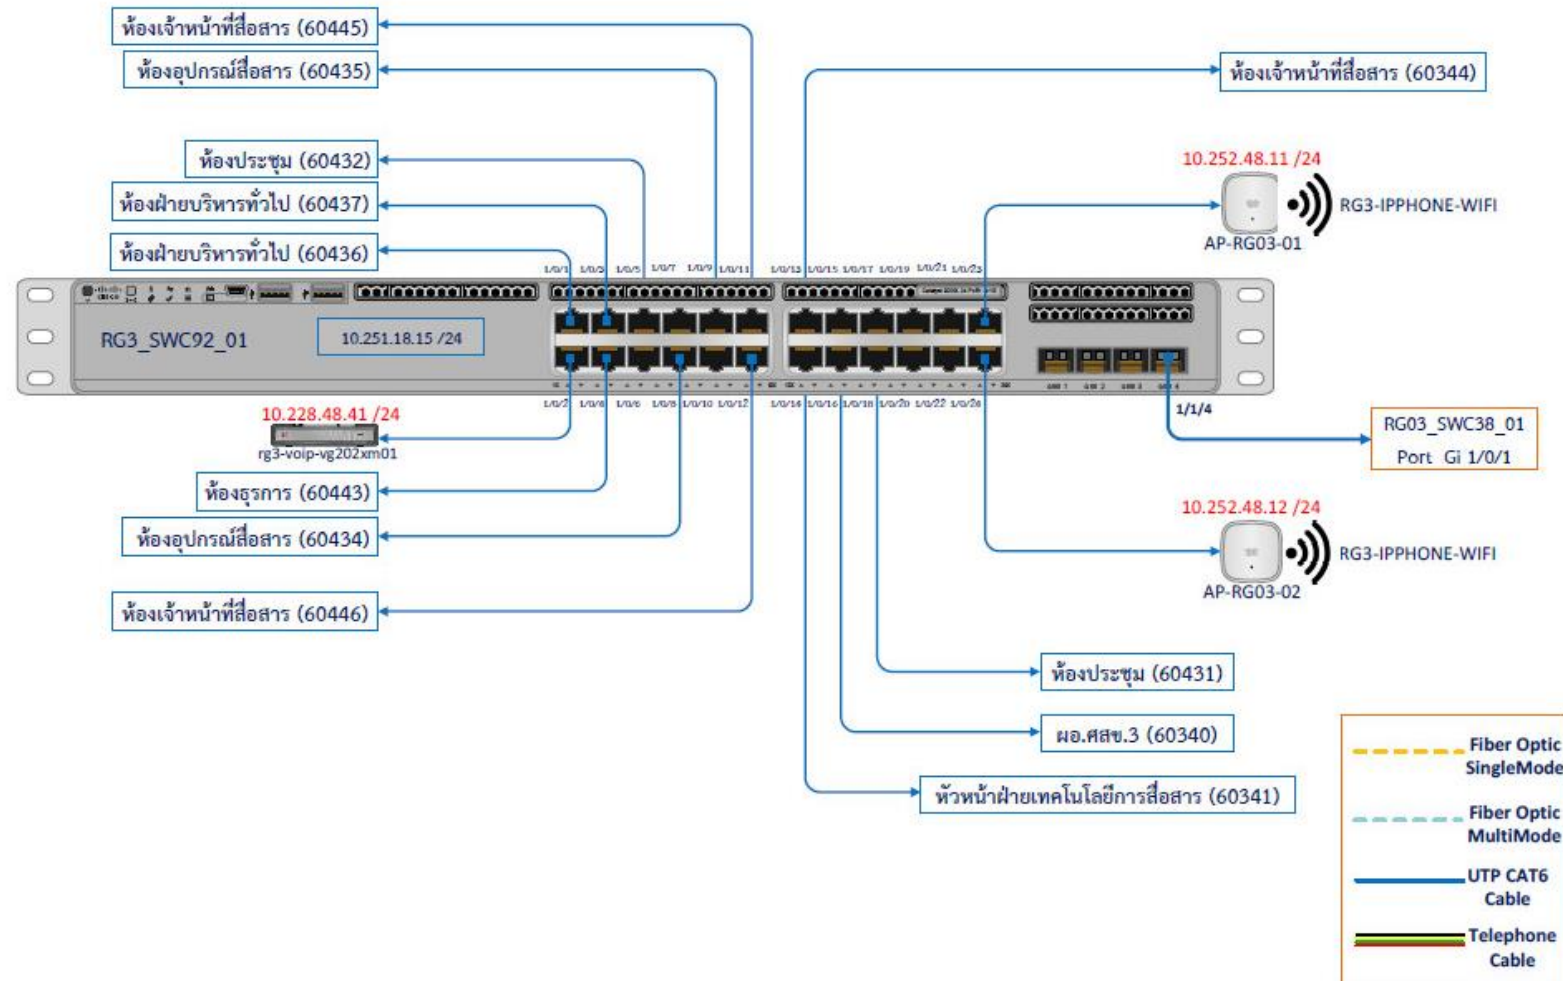 ห้องเจ้าหน้าที่สื่อสาร (60445)
ห้องอุปกรณ์สื่อสาร (60435)
ห้องเจ้าหน้าที่สื่อสาร (60344)
ห้องประชุม (60432)
ห้องฝ่ายบริหารทั่วไป (60437)
ห้องฝ่ายบริหารทั่วไป (60436)
10.252.48.11 /24
RG3-IPPHONE-WIFI
AP-RG03-01
1/0/1 1/0/3 1/0/5 1/0/7 1/0/9 1/0/11 1/0/13 1/0/15 1/0/17 1/0/19 1/0/21 1/0/23
RG3_SWC92_01
10.251.18.15 /24
1/0/2 1/0/4 1/0/6 1/0/8 1/0/10 1/0/12 1/0/14 1/0/16 1/0/18 1/0/20 1/0/22 1/0/24
1/1/4
10.228.48.41 /24
rg3-voip-vg202xm01
RG03_SWC38_01
Port Gi 1/0/1
ห้องธุรการ (60443)
ห้องอุปกรณ์สื่อสาร (60434)
ห้องเจ้าหน้าที่สื่อสาร (60446)
10.252.48.12 /24
RG3-IPPHONE-WIFI
AP-RG03-02
ห้องประชุม (60431)
ผอ.ศสข.3 (60340)
หัวหน้าฝ่ายเทคโนโลยีการสื่อสาร (60341)
Fiber Optic
SingleMode
Fiber Optic
MultiMode
UTP CAT6
Cable
Telephone
Cable